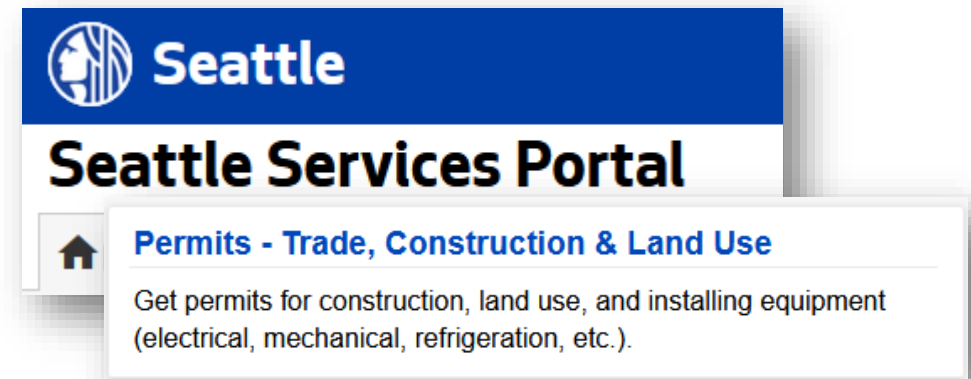 Seattle
Seattle Services Portal
Permits - Trade, Construction & Land Use
Get permits for construction, land use, and installing equipment
(electrical, mechanical, refrigeration, etc.).